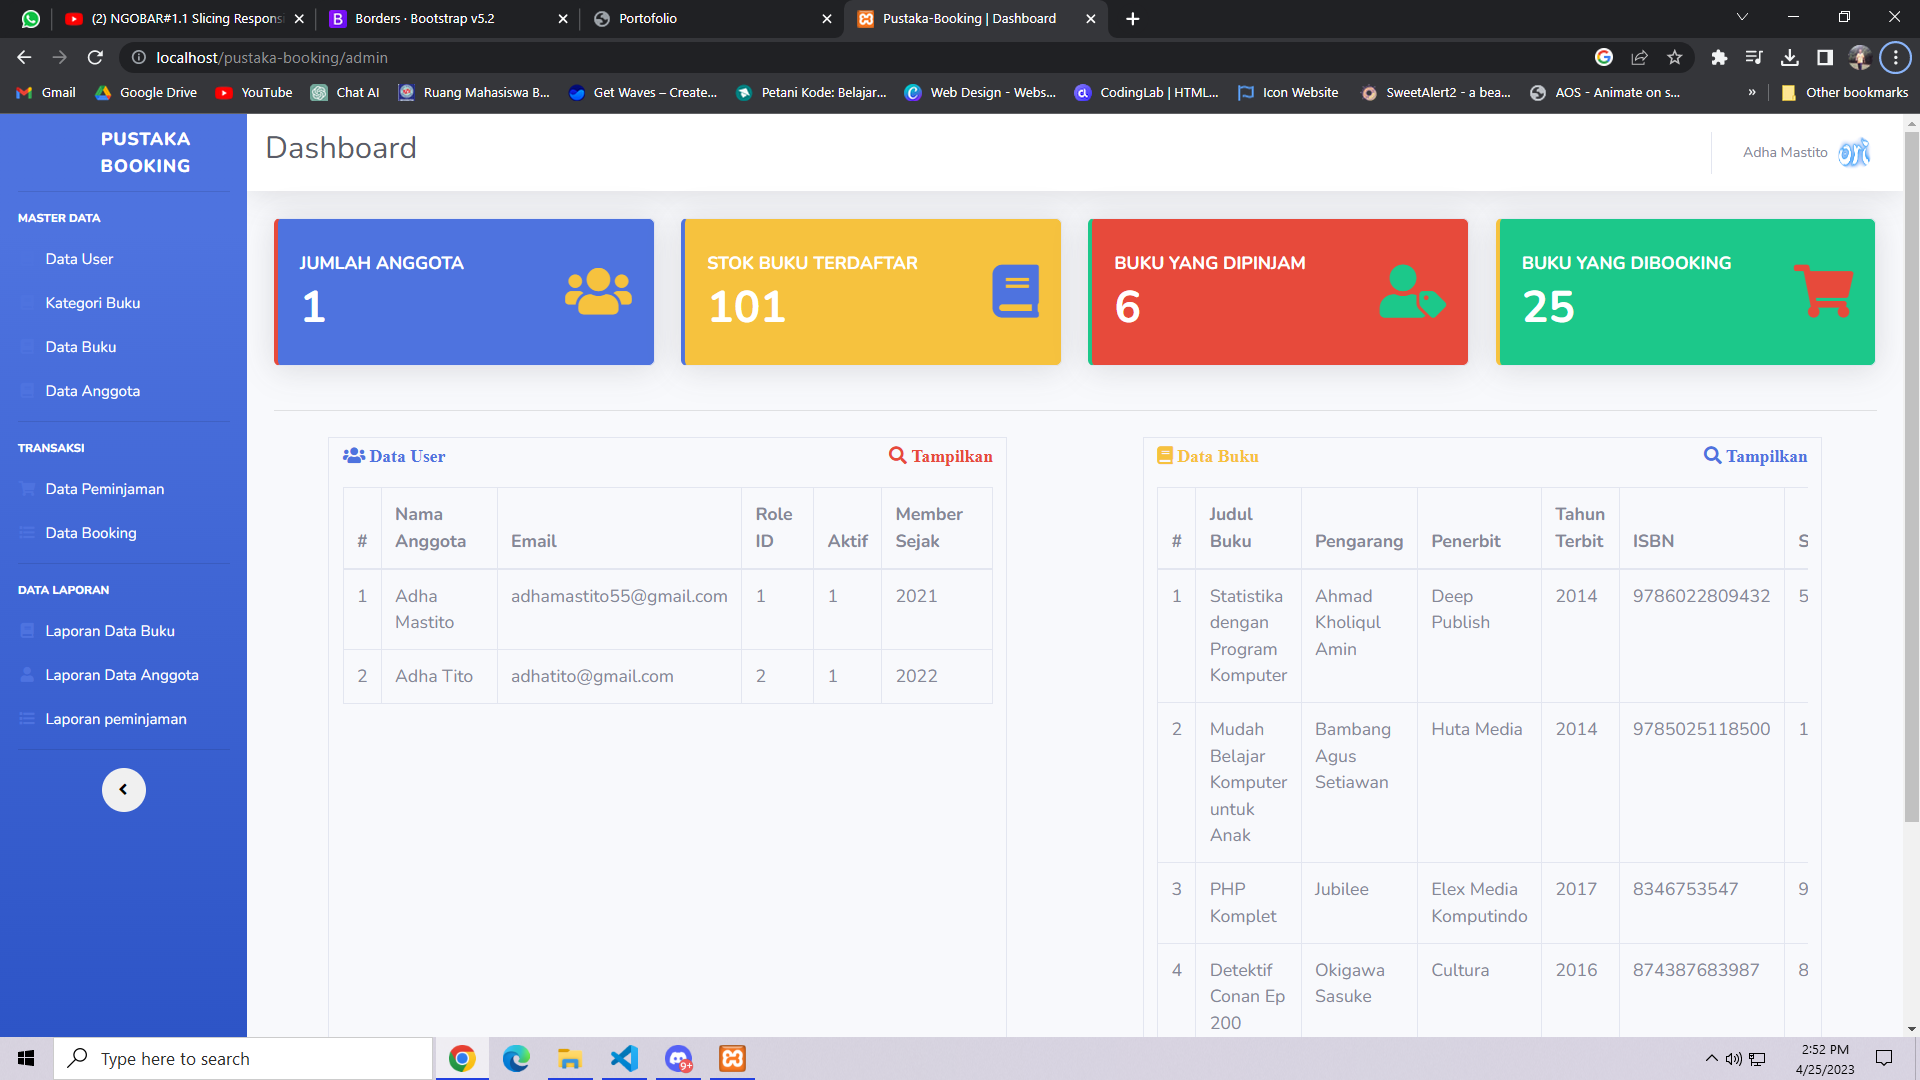 (2) NGOBAR#1.1 Slicing Respons
Borders · Bootstrap v5.2
Portofolio
Pustaka-Booking | Dashboard
localhost/pustaka-booking/admin
Gmail
Google Drive
YouTube
Chat AI
Ruang Mahasiswa B...
Get Waves – Create...
Petani Kode: Belajar...
Web Design - Webs...
CodingLab | HTML...
Icon Website
SweetAlert2 - a bea...
AOS - Animate on s...
»
Other bookmarks
PUSTAKA
BOOKING
MASTER DATA
Data User
Kategori Buku
Data Buku
Data Anggota
TRANSAKSI
Data Peminjaman
Data Booking
DATA LAPORAN
Laporan Data Buku
Laporan Data Anggota
Laporan peminjaman
Dashboard
Adha Mastito
ori
JUMLAH ANGGOTA
1
STOK BUKU TERDAFTAR
101
BUKU YANG DIPINJAM
6
BUKU YANG DIBOOKING
25
Data User
Tampilkan
# Nama Anggota Email Role ID Aktif Member Sejak
1 Adha Mastito adhamastito55@gmail.com 1 1 2021
2 Adha Tito adhatito@gmail.com 2 1 2022
Data Buku
Tampilkan
# Judul Buku Pengarang Penerbit Tahun Terbit ISBN S
1 Statistika dengan Program Komputer Ahmad Kholiqul Amin Deep Publish 2014 9786022809432 5
2 Mudah Belajar Komputer untuk Anak Bambang Agus Setiawan Huta Media 2014 9785025118500 1
3 PHP Komplet Jubilee Elex Media Komputindo 2017 8346753547 9
4 Detektif Conan Ep 200 Okigawa Sasuke Cultura 2016 874387683987 8
Type here to search
9+
2:52 PM
4/25/2023